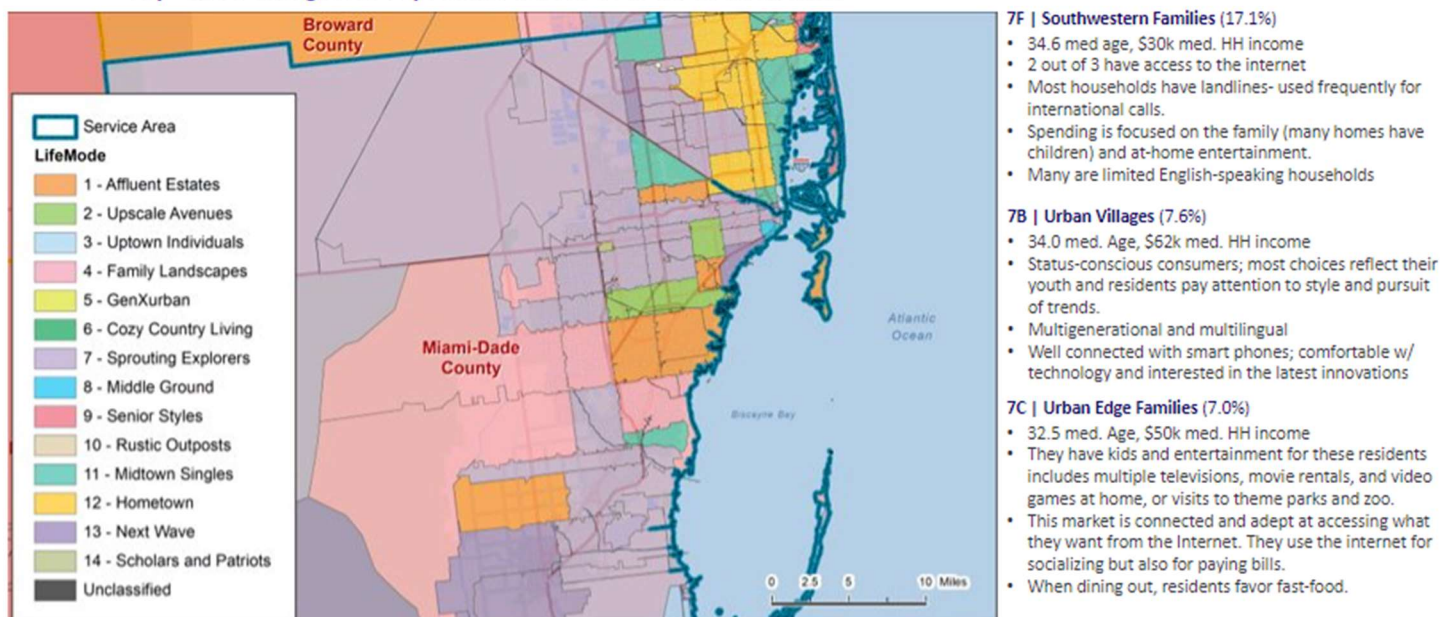 Broward
County
Service Area
LifeMode
1 - Affluent Estates
2 - Upscale Avenues
3 - Uptown Individuals
4 - Family Landscapes
5 - GenXurban
6 - Cozy Country Living
7 - Sprouting Explorers
8 - Middle Ground
9 - Senior Styles
10 - Rustic Outposts
11 - Midtown Singles
12 - Hometown
13 - Next Wave
14 - Scholars and Patriots
Unclassified
Miami-Dade
County
Atlantic
Ocean
Biscayne Bay
0 2.5 5 10 Miles
7F | Southwestern Families (17.1%)
• 34.6 med age, $30k med. HH income
• 2 out of 3 have access to the internet
• Most households have landlines- used frequently for
international calls.
• Spending is focused on the family (many homes have
children) and at-home entertainment.
• Many are limited English-speaking households
7B | Urban Villages (7.6%)
• 34.0 med. Age, $62k med. HH income
• Status-conscious consumers; most choices reflect their
youth and residents pay attention to style and pursuit
of trends.
• Multigenerational and multilingual
• Well connected with smart phones; comfortable w/
technology and interested in the latest innovations
7C | Urban Edge Families (7.0%)
• 32.5 med. Age, $50k med. HH income
• They have kids and entertainment for these residents
includes multiple televisions, movie rentals, and video
games at home, or visits to theme parks and zoo.
• This market is connected and adept at accessing what
they want from the Internet. They use the internet for
socializing but also for paying bills.
• When dining out, residents favor fast-food.